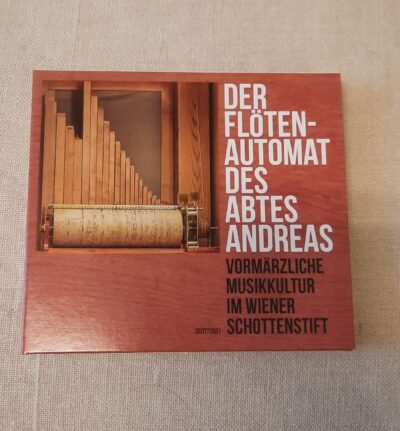 DER
FLÖTEN-
AUTOMAT
DES
ABTES
ANDREAS
VORMÄRZLICHE
MUSIKKULTUR
IM WIENER
SCHOTTENSTIFT